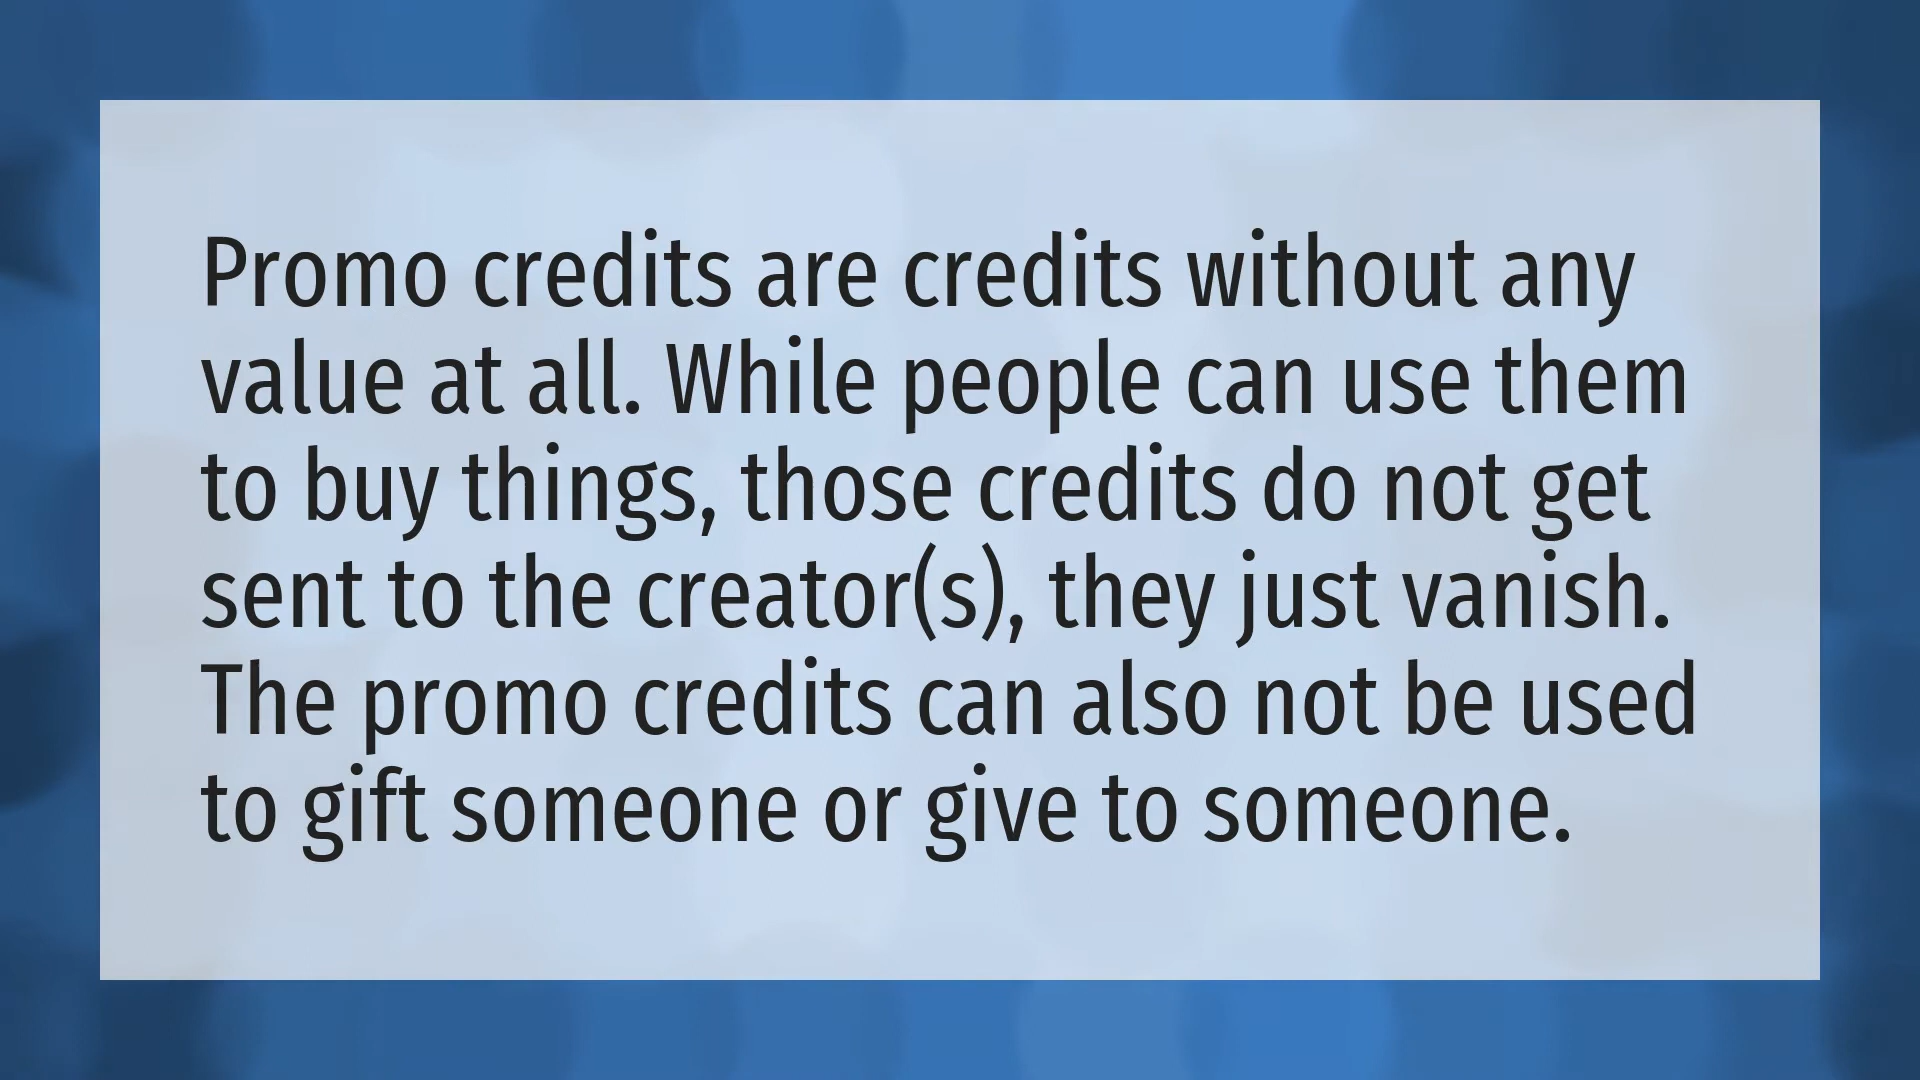 Promo credits are credits without any
value at all. While people can use them
to buy things, those credits do not get
sent to the creator(s), they just vanish.
The promo credits can also not be used
to gift someone or give to someone.